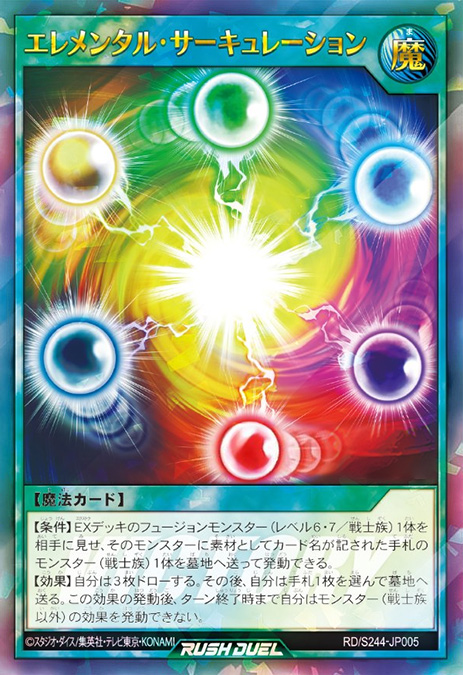 エレメンタル・サーキュレーション
魔
【魔法カード】
【条件】EXデッキのフュージョンモンスター（レベル6・7／戦士族）1体を
相手に見せ、そのモンスターに素材としてカード名が記された手札の
モンスター（戦士族）1体を墓地へ送って発動できる。
【効果】自分は3枚ドローする。その後、自分は手札1枚を選んで墓地へ
送る。この効果の発動後、ターン終了時まで自分はモンスター（戦士族
以外）の効果を発動できない。
©スタジオ・ダイス/集英社・テレビ東京・KONAMI
RUSH DUEL
RD/S244-JP005